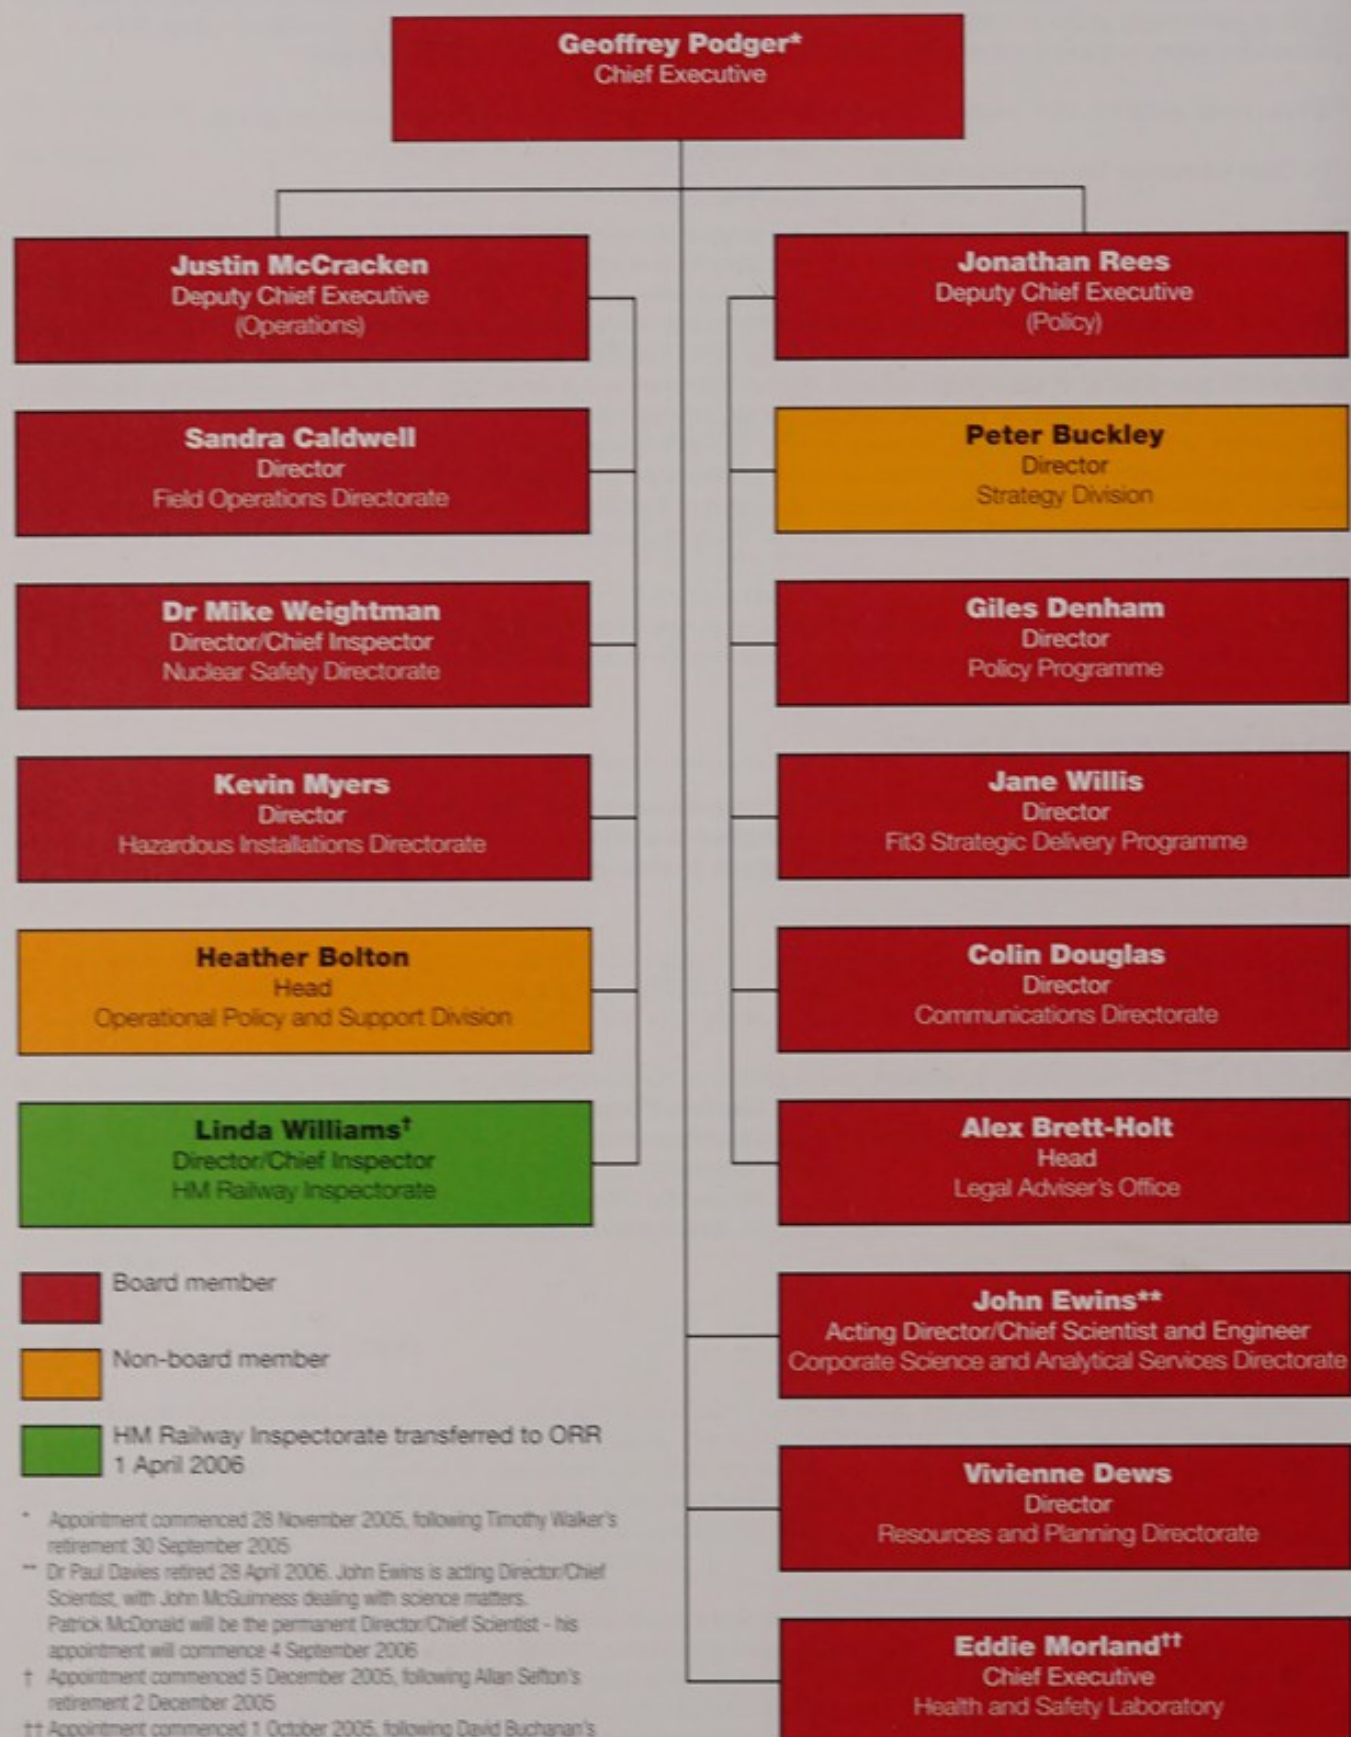 Geoffrey Podger*
Chief Executive
Justin McCracken
Deputy Chief Executive
(Operations)
Jonathan Rees
Deputy Chief Executive
(Policy)
Sandra Caldwell
Director
Field Operations Directorate
Peter Buckley
Director
Strategy Division
Dr Mike Weightman
Director/Chief Inspector
Nuclear Safety Directorate
Giles Denham
Director
Policy Programme
Kevin Myers
Director
Hazardous Installations Directorate
Jane Willis
Director
Fit3 Strategic Delivery Programme
Heather Bolton
Head
Operational Policy and Support Division
Colin Douglas
Director
Communications Directorate
Linda Williams†
Director/Chief Inspector
HM Railway Inspectorate
Alex Brett-Holt
Head
Legal Adviser's Office
John Ewins**
Acting Director/Chief Scientist and Engineer
Corporate Science and Analytical Services Directorate
Vivienne Dews
Director
Resources and Planning Directorate
Eddie Morland††
Chief Executive
Health and Safety Laboratory
Board member
Non-board member
HM Railway Inspectorate transferred to ORR
1 April 2006
* Appointment commenced 28 November 2005, following Timothy Walker's
retirement 30 September 2005
** Dr Paul Davies retired 28 April 2006. John Ewins is acting Director/Chief
Scientist, with John McGuinness dealing with science matters.
Patrick McDonald will be the permanent Director/Chief Scientist - his
appointment will commence 4 September 2006
† Appointment commenced 5 December 2005, following Allan Sefton's
retirement 2 December 2005
†† Appointment commenced 1 October 2005, following David Buchanan's